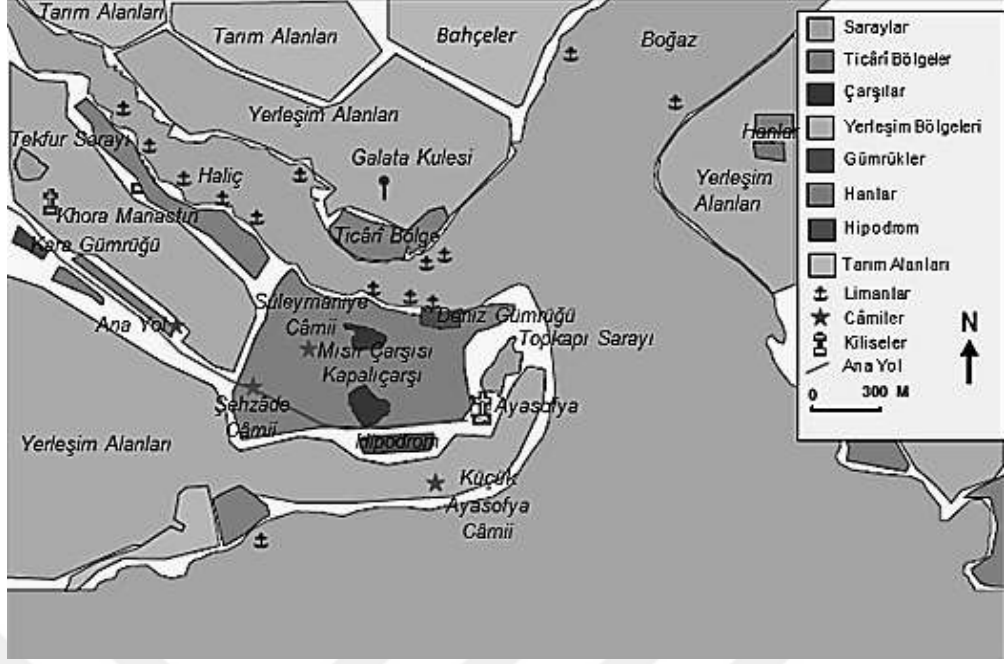 Tarım Alanları
Tarım Alanları
Bahçeler
Boğaz
Yerleşim Alanları
Tekfur Sarayı
Galata Kulesi
Haliç
Hanlar
Yerleşim
Alanları
Khora Manastırı
Kara Gümrüğü
Ticârî Bölge
Süleymaniye
Câmii
Deniz Gümrüğü
Ana Yol
Topkapı Sarayı
Mısır Çarşısı
Kapalıçarşı
Şehzâde
Câmii
Ayasofya
Yerleşim Alanları
Hipodrom
Küçük
Ayasofya
Câmii
Saraylar
Ticârî Bölgeler
Çarşılar
Yerleşim Bölgeleri
Gümrükler
Hanlar
Hipodrom
Tarım Alanları
Limanlar
Câmiler
Kiliseler
Ana Yol
N
0 300 M